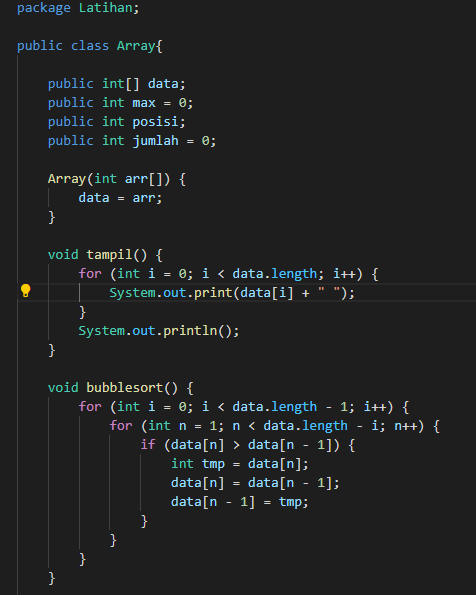 package Latihan;
public class Array{
public int[] data;
public int max = 0;
public int posisi;
public int jumlah = 0;
Array(int arr[]) {
data = arr;
}
void tampil() {
for (int i = 0; i < data.length; i++) {
System.out.print(data[i] + " ");
}
System.out.println();
}
void bubblesort() {
for (int i = 0; i < data.length - 1; i++) {
for (int n = 1; n < data.length - i; n++) {
if (data[n] > data[n - 1]) {
int tmp = data[n];
data[n] = data[n - 1];
data[n - 1] = tmp;
}
}
}
}